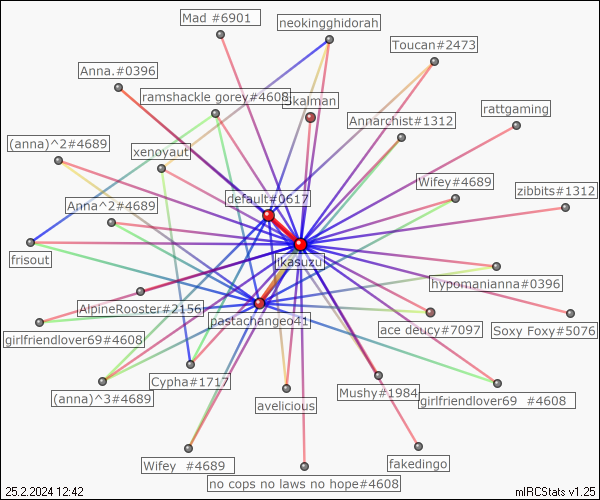 Mad #6901
neokingghidorah
Toucan#2473
Anna.#0396
ramshackle gorey#4608
skalman
rattgaming
Annarchist#1312
(anna)^2#4689
xenoyaut
Wifey#4689
zibbits#1312
default#0617
Anna^2#4689
frisout
ikasuzu
hypomanianna#0396
AlpineRooster#2156
pastachangeo41
girlfriendlover69#4608
ace deucy#7097
Soxy Foxy#5076
Cypha#1717
Mushy#1984
(anna)^3#4689
avelicious
girlfriendlover69 #4608
Wifey #4689
fakedingo
no cops no laws no hope#4608
25.2.2024 12:42
mIRCStats v1.25